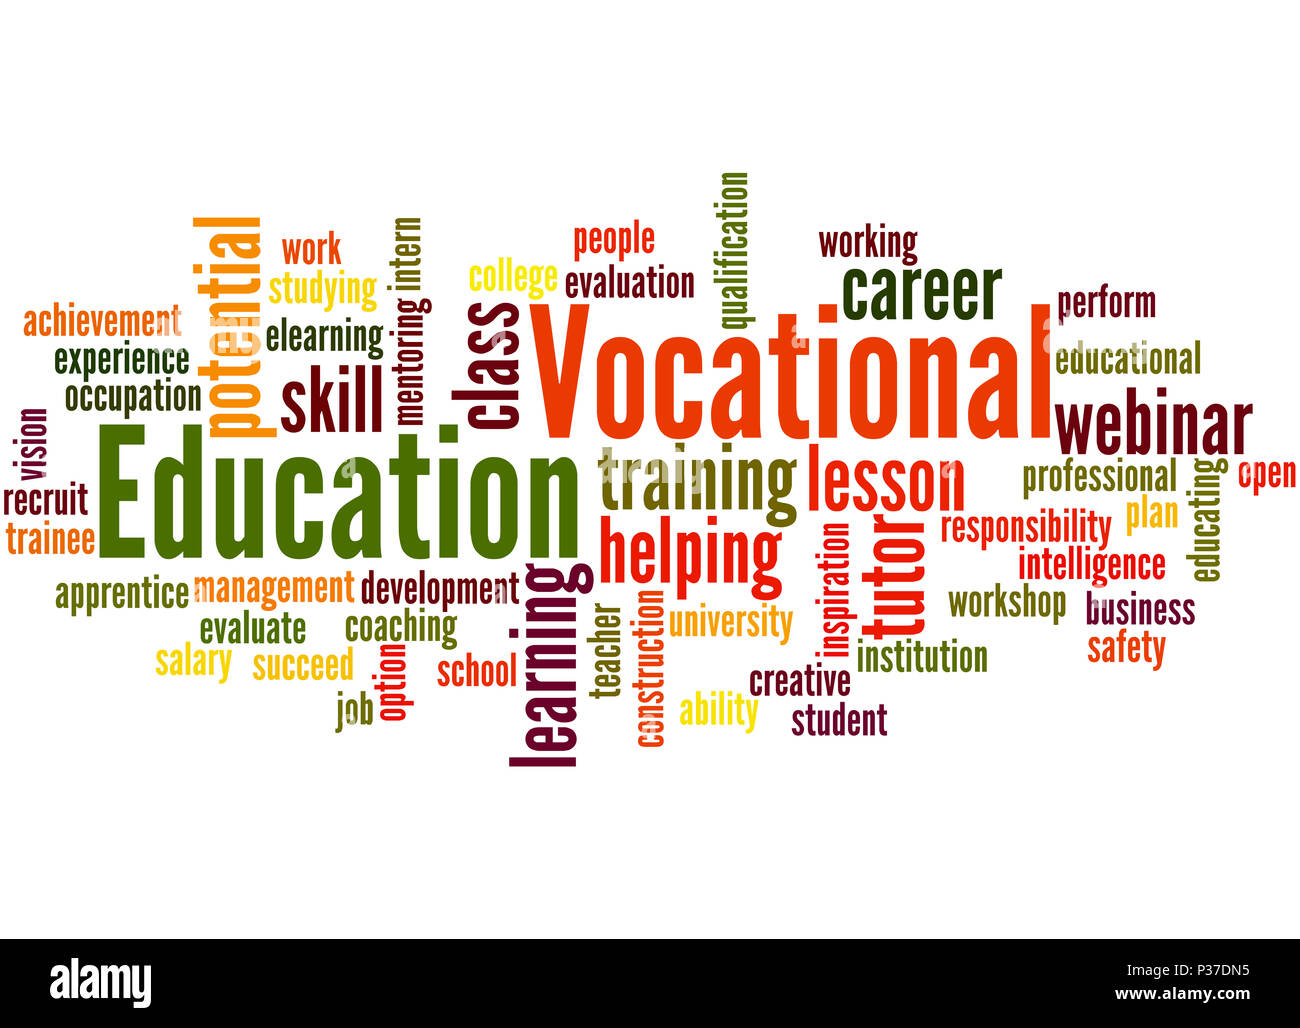 qualification
potential
work
intern
people
working
studying
college
evaluation
career
achievement
elearning
mentoring
class
Vocational
perform
experience
educational
occupation
skill
webinar
vision
Education
training
lesson
professional
educating
open
recruit
plan
trainee
helping
tutor
responsibility
inspiration
intelligence
apprentice
management
development
learning
teacher
construction
university
workshop
business
evaluate
coaching
institution
safety
salary
succeed
option
school
creative
job
ability
student
alamy
a
alamy
Image ID: P37DN5
www.alamy.com